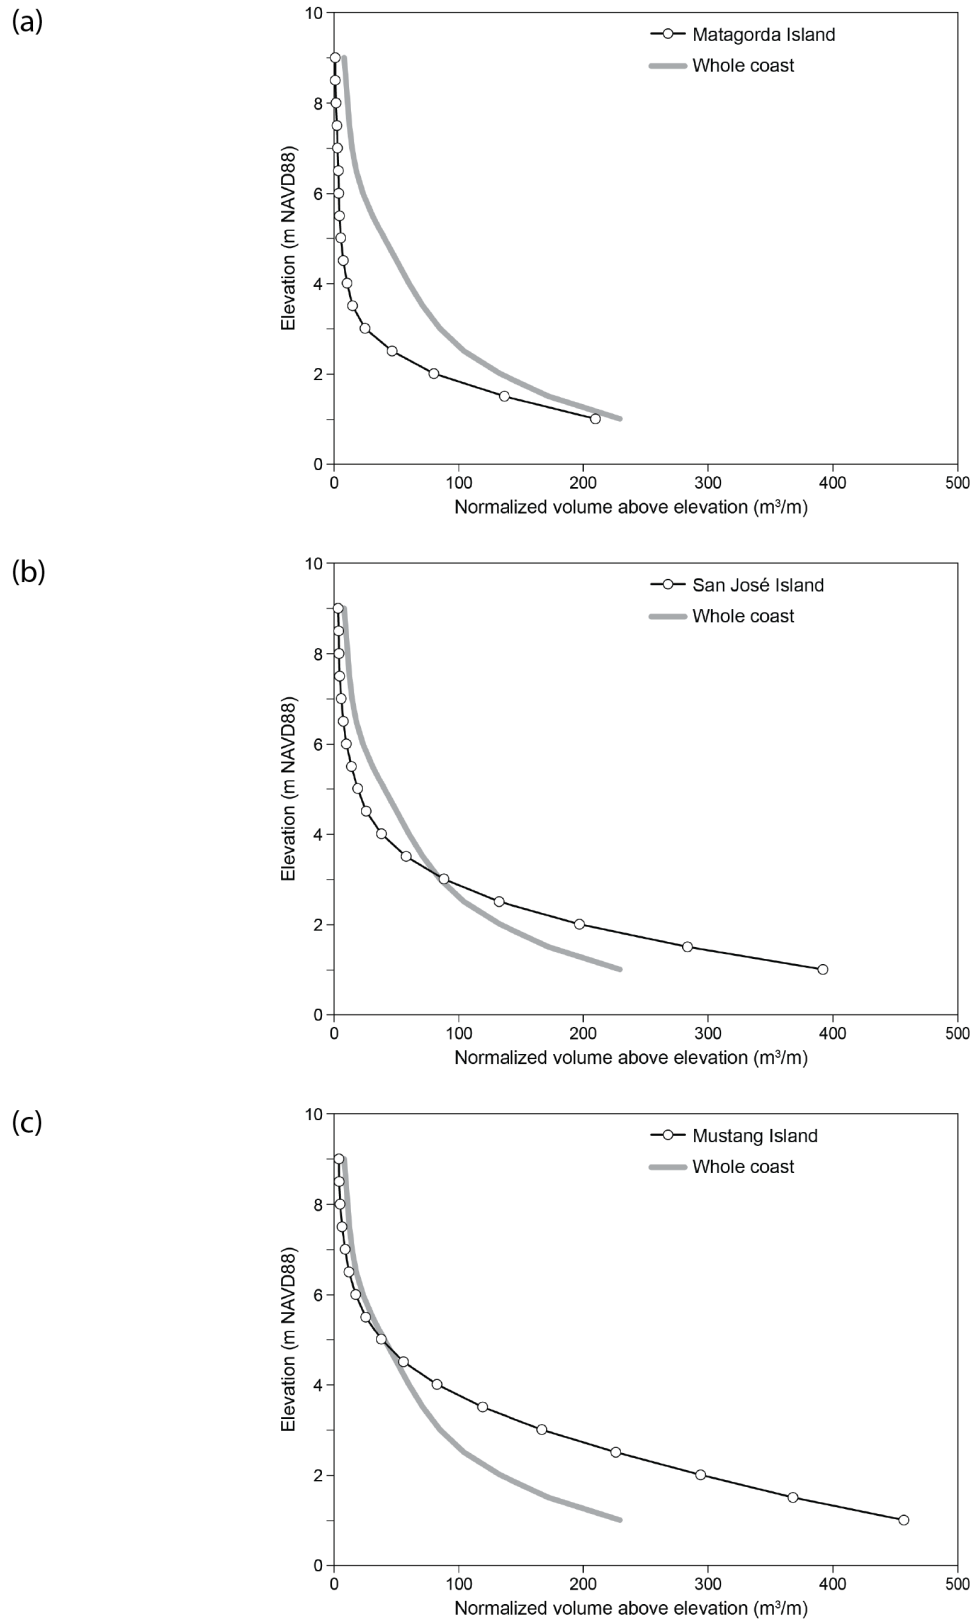 (a)
10
8
6
4
2
0
Elevation (m NAVD88)
Matagorda Island
Whole coast
0 100 200 300 400 500
Normalized volume above elevation (m³/m)
(b)
10
8
6
4
2
0
Elevation (m NAVD88)
San José Island
Whole coast
0 100 200 300 400 500
Normalized volume above elevation (m³/m)
(c)
10
8
6
4
2
0
Elevation (m NAVD88)
Mustang Island
Whole coast
0 100 200 300 400 500
Normalized volume above elevation (m³/m)